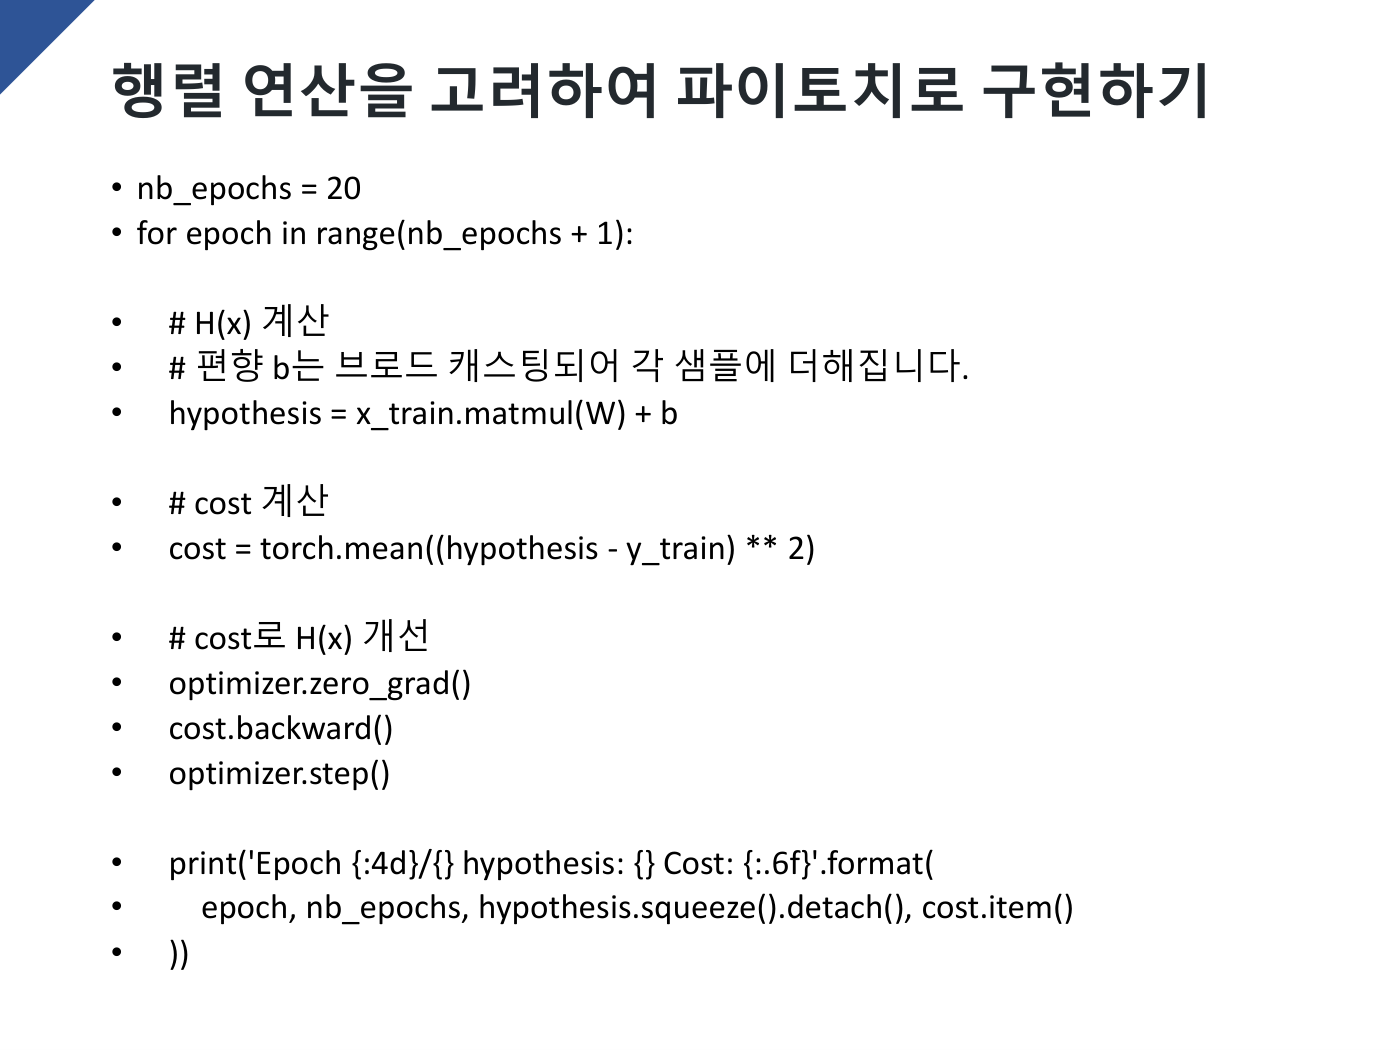 행렬 연산을 고려하여 파이토치로 구현하기
• nb_epochs = 20
• for epoch in range(nb_epochs + 1):
• # H(x) 계산
• # 편향 b는 브로드 캐스팅되어 각 샘플에 더해집니다.
• hypothesis = x_train.matmul(W) + b
• # cost 계산
• cost = torch.mean((hypothesis - y_train) ** 2)
• # cost로 H(x) 개선
• optimizer.zero_grad()
• cost.backward()
• optimizer.step()
• print('Epoch {:4d}/{} hypothesis: {} Cost: {:.6f}'.format(
• epoch, nb_epochs, hypothesis.squeeze().detach(), cost.item()
• ))